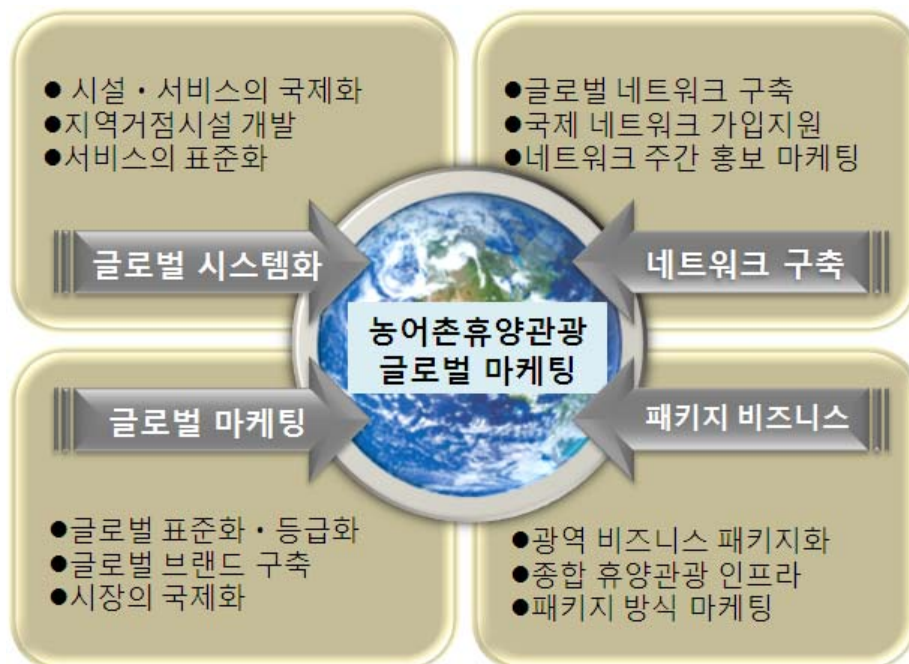 ● 시설・서비스의 국제화
●지역거점시설 개발
●서비스의 표준화
글로벌 시스템화
●글로벌 네트워크 구축
●국제 네트워크 가입지원
●네트워크 주간 홍보 마케팅
네트워크 구축
농어촌휴양관광
글로벌 마케팅
글로벌 마케팅
●글로벌 표준화・등급화
●글로벌 브랜드 구축
●시장의 국제화
패키지 비즈니스
●광역 비즈니스 패키지화
●종합 휴양관광 인프라
●패키지 방식 마케팅